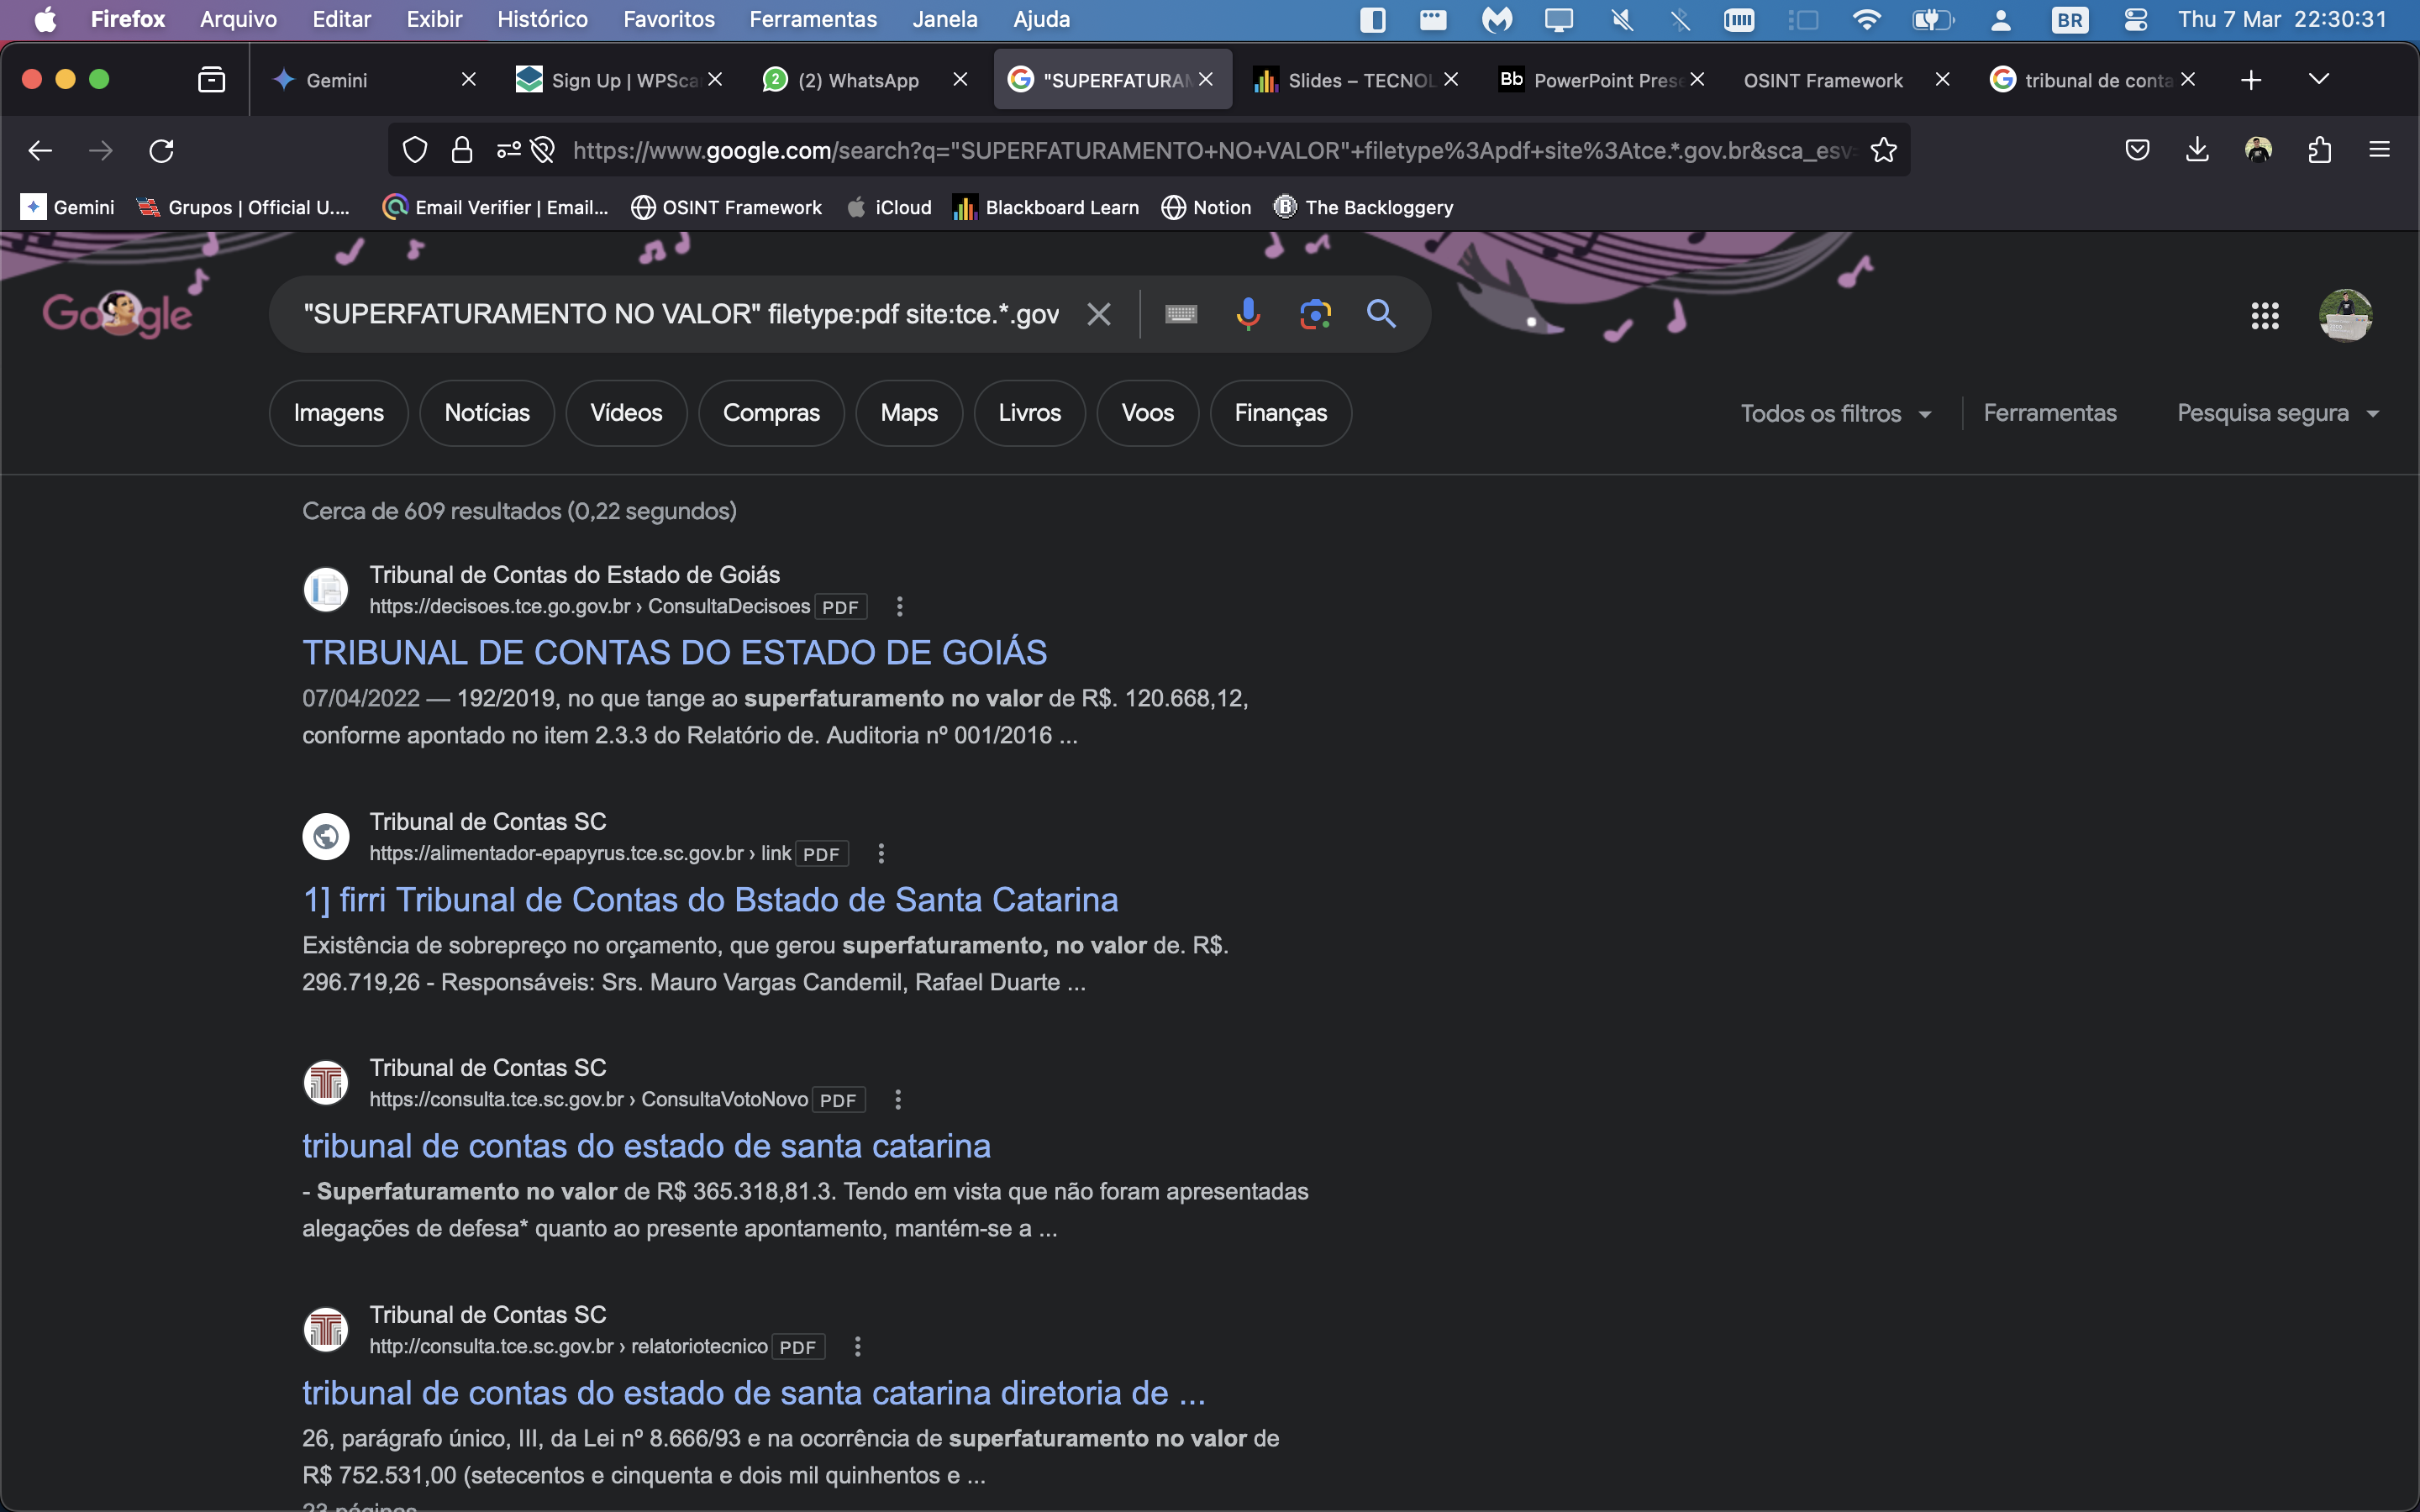 Firefox Arquivo Editar Exibir Histórico Favoritos Ferramentas Janela Ajuda BR Thu 7 Mar 22:30:31
Gemini Sign Up | WPSca 2 (2) WhatsApp "SUPERFATURAM Slides – TECNOL Bb PowerPoint Prese OSINT Framework tribunal de conta
https://www.google.com/search?q="SUPERFATURAMENTO+NO+VALOR"+filetype%3Apdf+site%3Atce.*.gov.br&sca_esv=
Gemini Grupos | Official U.... Email Verifier | Email... OSINT Framework iCloud Blackboard Learn Notion The Backloggery
Google "SUPERFATURAMENTO NO VALOR" filetype:pdf site:tce.*.gov
Imagens Notícias Vídeos Compras Maps Livros Voos Finanças Todos os filtros Ferramentas Pesquisa segura
Cerca de 609 resultados (0,22 segundos)
Tribunal de Contas do Estado de Goiás
https://decisoes.tce.go.gov.br › ConsultaDecisoes PDF
TRIBUNAL DE CONTAS DO ESTADO DE GOIÁS
07/04/2022 — 192/2019, no que tange ao superfaturamento no valor de R$. 120.668,12,
conforme apontado no item 2.3.3 do Relatório de. Auditoria nº 001/2016 ...
Tribunal de Contas SC
https://alimentador-epapyrus.tce.sc.gov.br › link PDF
1] firri Tribunal de Contas do Bstado de Santa Catarina
Existência de sobrepreço no orçamento, que gerou superfaturamento, no valor de. R$.
296.719,26 - Responsáveis: Srs. Mauro Vargas Candemil, Rafael Duarte ...
Tribunal de Contas SC
https://consulta.tce.sc.gov.br › ConsultaVotoNovo PDF
tribunal de contas do estado de santa catarina
- Superfaturamento no valor de R$ 365.318,81.3. Tendo em vista que não foram apresentadas
alegações de defesa* quanto ao presente apontamento, mantém-se a ...
Tribunal de Contas SC
http://consulta.tce.sc.gov.br › relatoriotecnico PDF
tribunal de contas do estado de santa catarina diretoria de ...
26, parágrafo único, III, da Lei nº 8.666/93 e na ocorrência de superfaturamento no valor de
R$ 752.531,00 (setecentos e cinquenta e dois mil quinhentos e ...
23 páginas